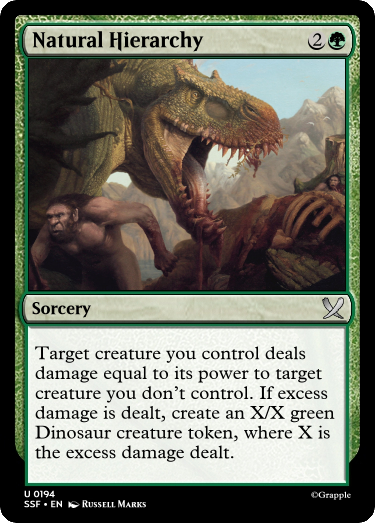 Natural Hierarchy 2
Sorcery
Target creature you control deals
damage equal to its power to target
creature you don't control. If excess
damage is dealt, create an X/X green
Dinosaur creature token, where X is
the excess damage dealt.
U 0194
SSF • EN Russell Marks
©Grapple